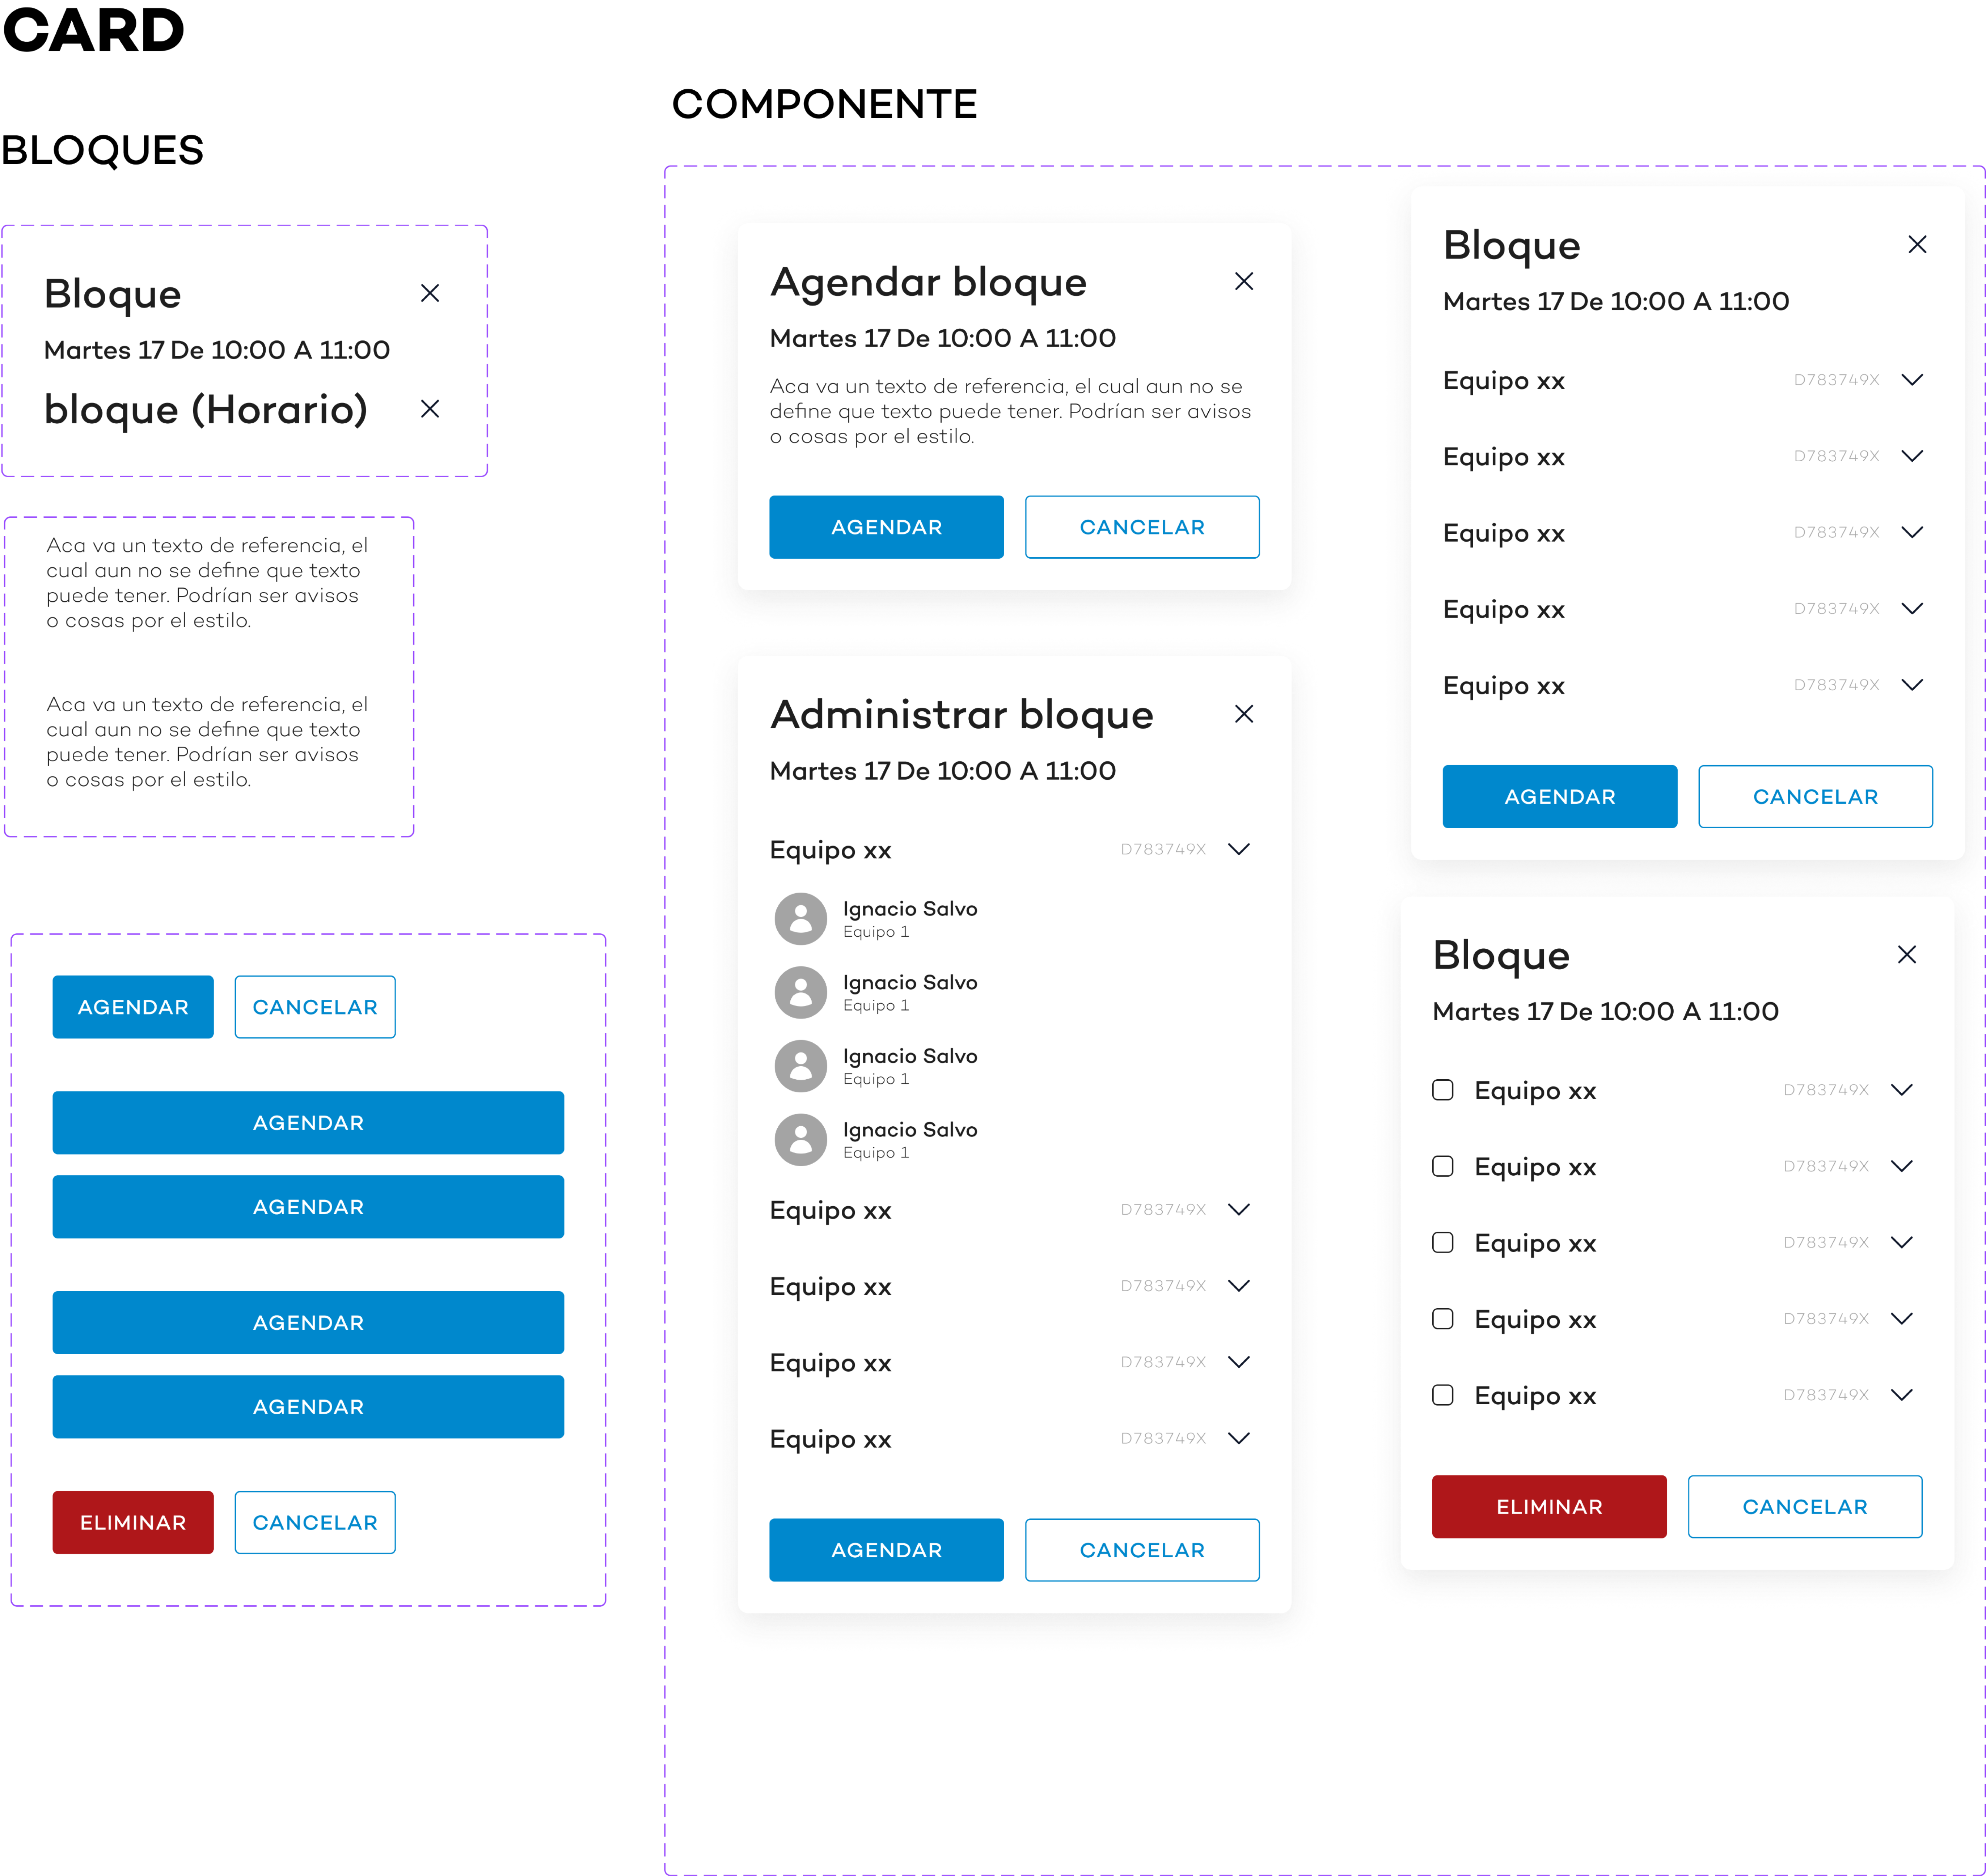 CARD
BLOQUES
Bloque
Martes 17 De 10:00 A 11:00
bloque (Horario)
Aca va un texto de referencia, el
cual aun no se define que texto
puede tener. Podrían ser avisos
o cosas por el estilo.
Aca va un texto de referencia, el
cual aun no se define que texto
puede tener. Podrían ser avisos
o cosas por el estilo.
AGENDAR CANCELAR
AGENDAR
AGENDAR
AGENDAR
AGENDAR
ELIMINAR CANCELAR
COMPONENTE
Agendar bloque
Martes 17 De 10:00 A 11:00
Aca va un texto de referencia, el cual aun no se
define que texto puede tener. Podrían ser avisos
o cosas por el estilo.
AGENDAR CANCELAR
Administrar bloque
Martes 17 De 10:00 A 11:00
Equipo xx D783749X
Ignacio Salvo
Equipo 1
Ignacio Salvo
Equipo 1
Ignacio Salvo
Equipo 1
Ignacio Salvo
Equipo 1
Equipo xx D783749X
Equipo xx D783749X
Equipo xx D783749X
Equipo xx D783749X
AGENDAR CANCELAR
Bloque
Martes 17 De 10:00 A 11:00
Equipo xx D783749X
Equipo xx D783749X
Equipo xx D783749X
Equipo xx D783749X
Equipo xx D783749X
AGENDAR CANCELAR
Bloque
Martes 17 De 10:00 A 11:00
Equipo xx D783749X
Equipo xx D783749X
Equipo xx D783749X
Equipo xx D783749X
Equipo xx D783749X
ELIMINAR CANCELAR